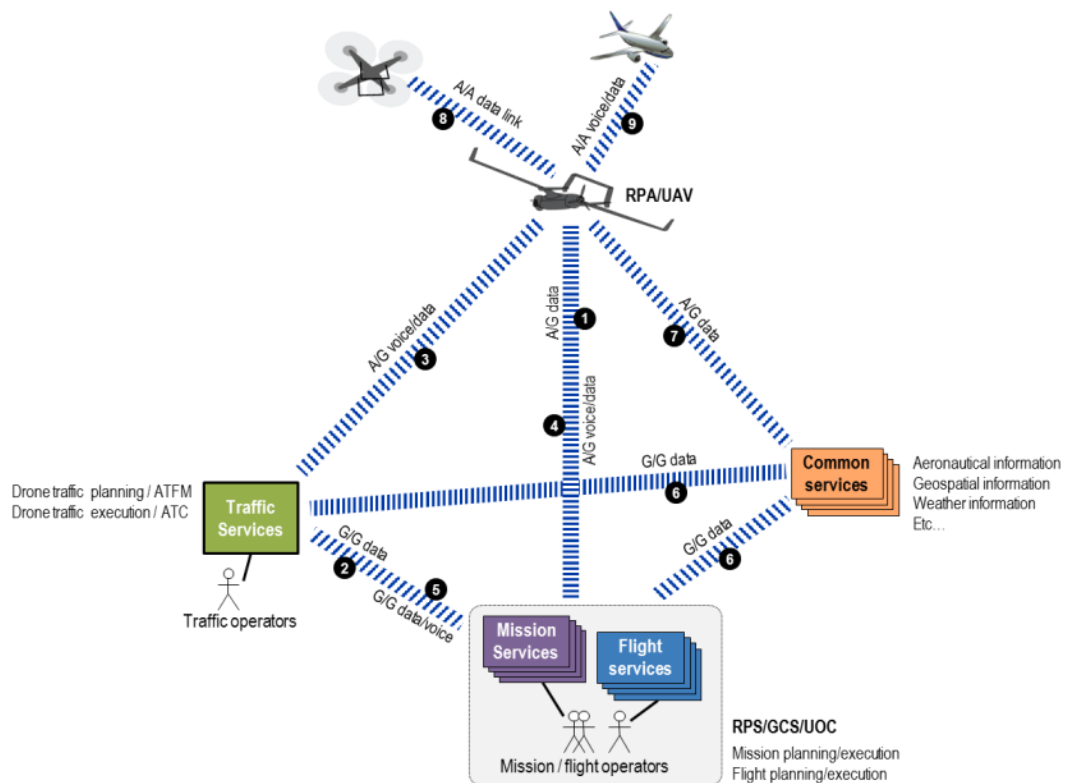 A/A data link
8
A/A voice/data
9
RPA/UAV
A/G data
1
A/G voice/data
3
A/G data
7
4
A/G voice/data
G/G data
6
Common
services
Aeronautical information
Geospatial information
Weather information
Etc...
Drone traffic planning / ATFM
Drone traffic execution / ATC
Traffic
Services
G/G data
2
5
G/G data/voice
G/G data
6
Traffic operators
Mission
Services
Flight
services
Mission / flight operators
RPS/GCS/UOC
Mission planning/execution
Flight planning/execution